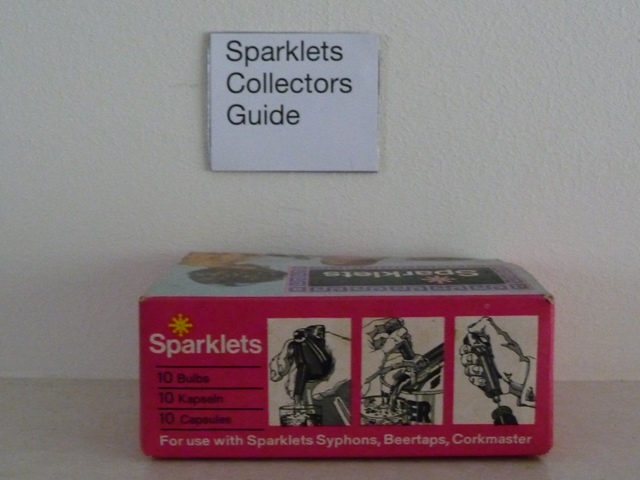 Sparklets
Collectors
Guide
Sparklets
Sparklets
10 Bulbs
10 Kapseln
10 Capsules
For use with Sparklets Syphons, Beertaps, Corkmaster